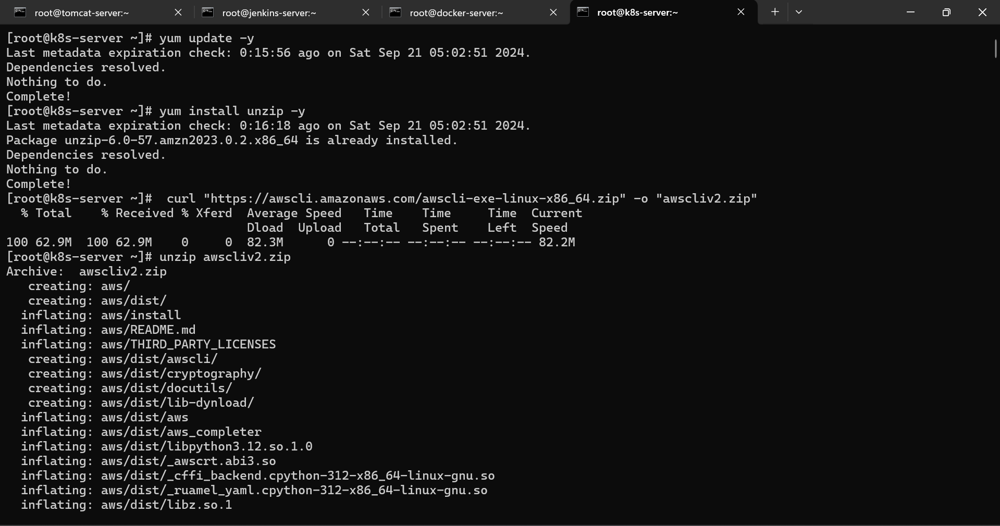 root@tomcat-server:~
root@jenkins-server:~
root@docker-server:~
root@k8s-server:~
[root@k8s-server ~]# yum update -y
Last metadata expiration check: 0:15:56 ago on Sat Sep 21 05:02:51 2024.
Dependencies resolved.
Nothing to do.
Complete!
[root@k8s-server ~]# yum install unzip -y
Last metadata expiration check: 0:16:18 ago on Sat Sep 21 05:02:51 2024.
Package unzip-6.0-57.amzn2023.0.2.x86_64 is already installed.
Dependencies resolved.
Nothing to do.
Complete!
[root@k8s-server ~]#  curl "https://awscli.amazonaws.com/awscli-exe-linux-x86_64.zip" -o "awscliv2.zip"
  % Total    % Received % Xferd  Average Speed   Time    Time     Time  Current
                                 Dload  Upload   Total   Spent    Left  Speed
100 62.9M  100 62.9M    0     0  82.3M      0 --:--:-- --:--:-- --:--:-- 82.2M
[root@k8s-server ~]# unzip awscliv2.zip
Archive:  awscliv2.zip
   creating: aws/
   creating: aws/dist/
  inflating: aws/install
  inflating: aws/README.md
  inflating: aws/THIRD_PARTY_LICENSES
   creating: aws/dist/awscli/
   creating: aws/dist/cryptography/
   creating: aws/dist/docutils/
   creating: aws/dist/lib-dynload/
  inflating: aws/dist/aws
  inflating: aws/dist/aws_completer
  inflating: aws/dist/libpython3.12.so.1.0
  inflating: aws/dist/_awscrt.abi3.so
  inflating: aws/dist/_cffi_backend.cpython-312-x86_64-linux-gnu.so
  inflating: aws/dist/_ruamel_yaml.cpython-312-x86_64-linux-gnu.so
  inflating: aws/dist/libz.so.1